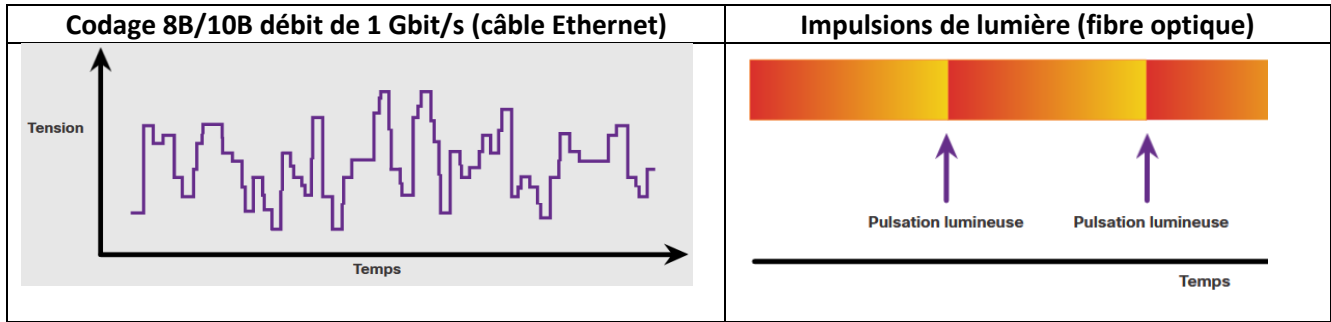 Codage 8B/10B débit de 1 Gbit/s (câble Ethernet)
Impulsions de lumière (fibre optique)
Tension
Temps
Pulsation lumineuse
Pulsation lumineuse
Temps